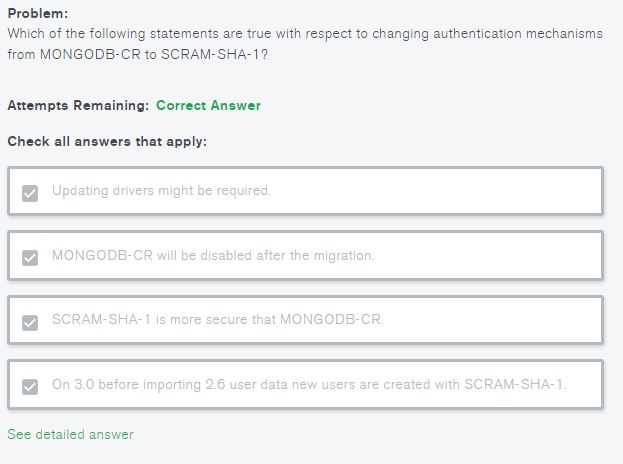 Problem:
Which of the following statements are true with respect to changing authentication mechanisms
from MONGODB-CR to SCRAM-SHA-1?
Attempts Remaining: Correct Answer
Check all answers that apply:
Updating drivers might be required.
MONGODB-CR will be disabled after the migration.
SCRAM-SHA-1 is more secure that MONGODB-CR.
On 3.0 before importing 2.6 user data new users are created with SCRAM-SHA-1.
See detailed answer